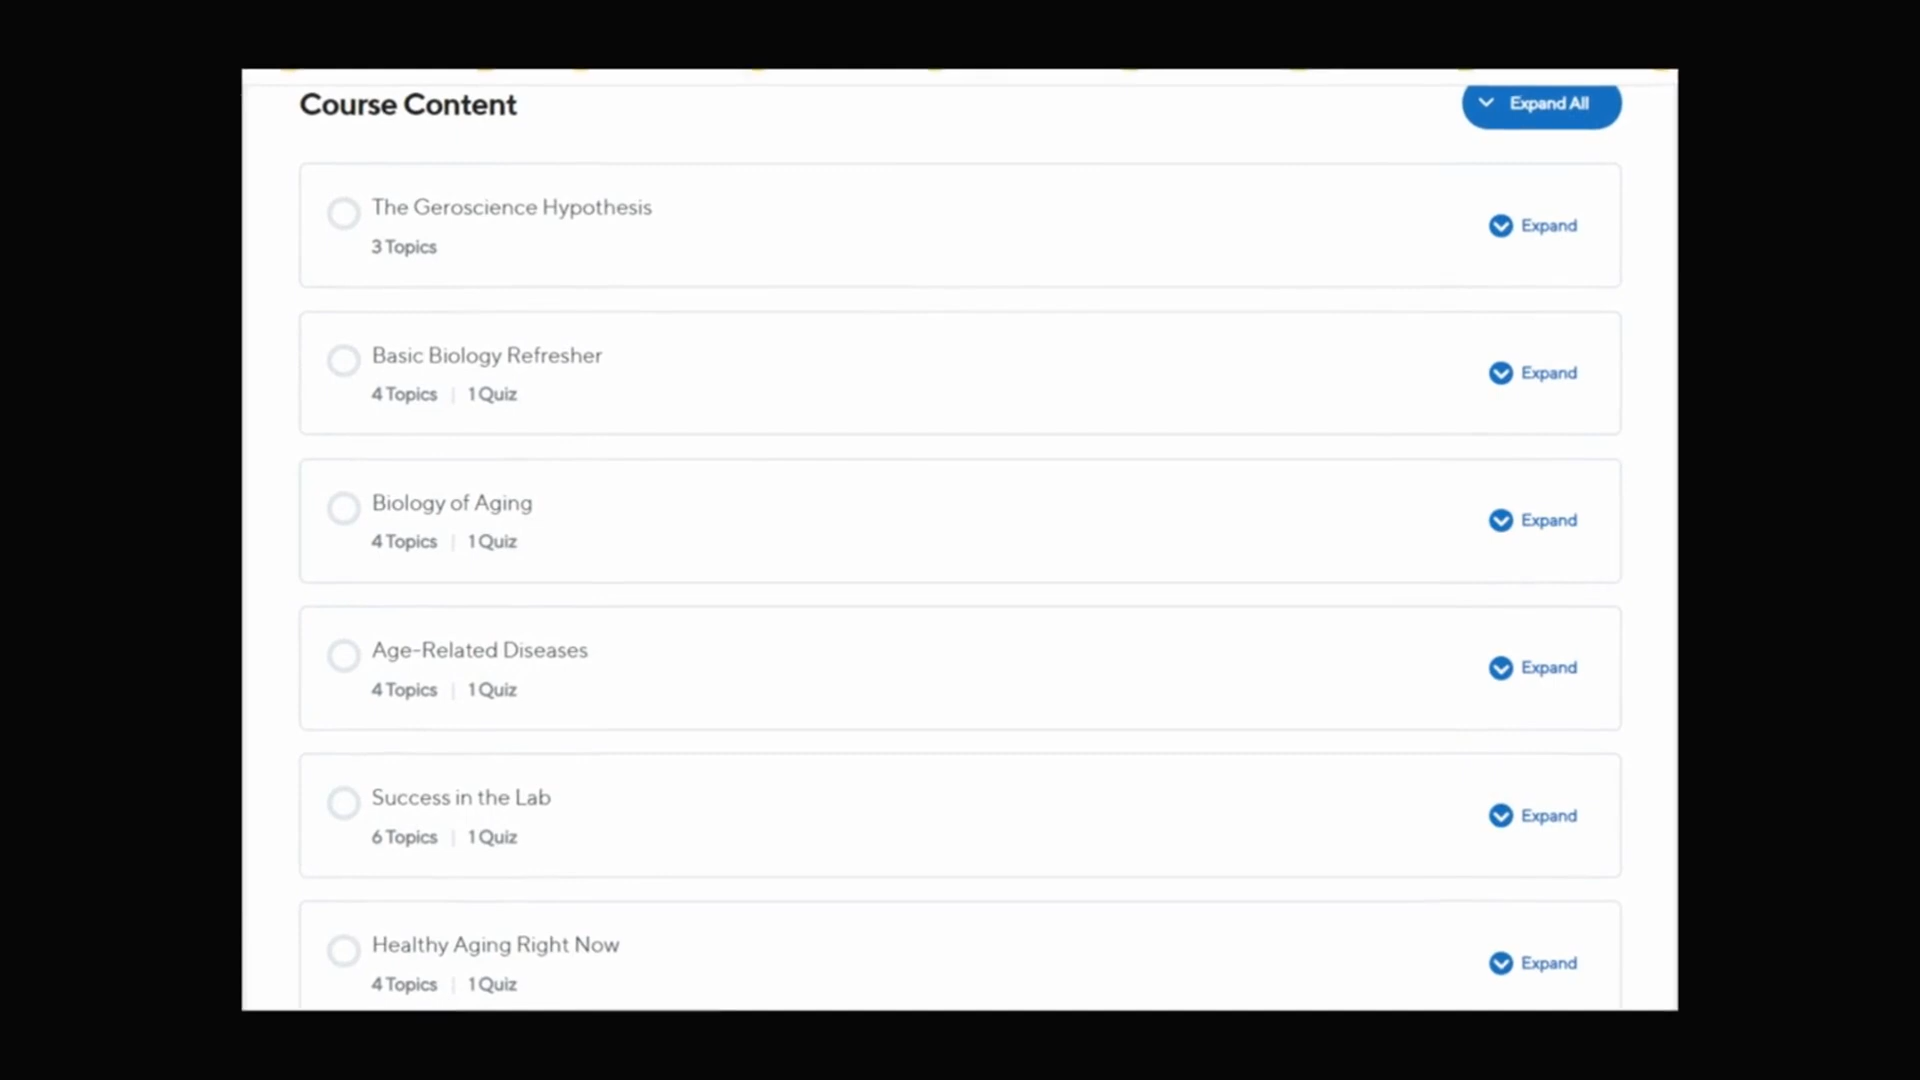 Course Content
Expand All
The Geroscience Hypothesis
3 Topics
Expand
Basic Biology Refresher
4 Topics | 1 Quiz
Expand
Biology of Aging
4 Topics | 1 Quiz
Expand
Age-Related Diseases
4 Topics | 1 Quiz
Expand
Success in the Lab
6 Topics | 1 Quiz
Expand
Healthy Aging Right Now
4 Topics | 1 Quiz
Expand